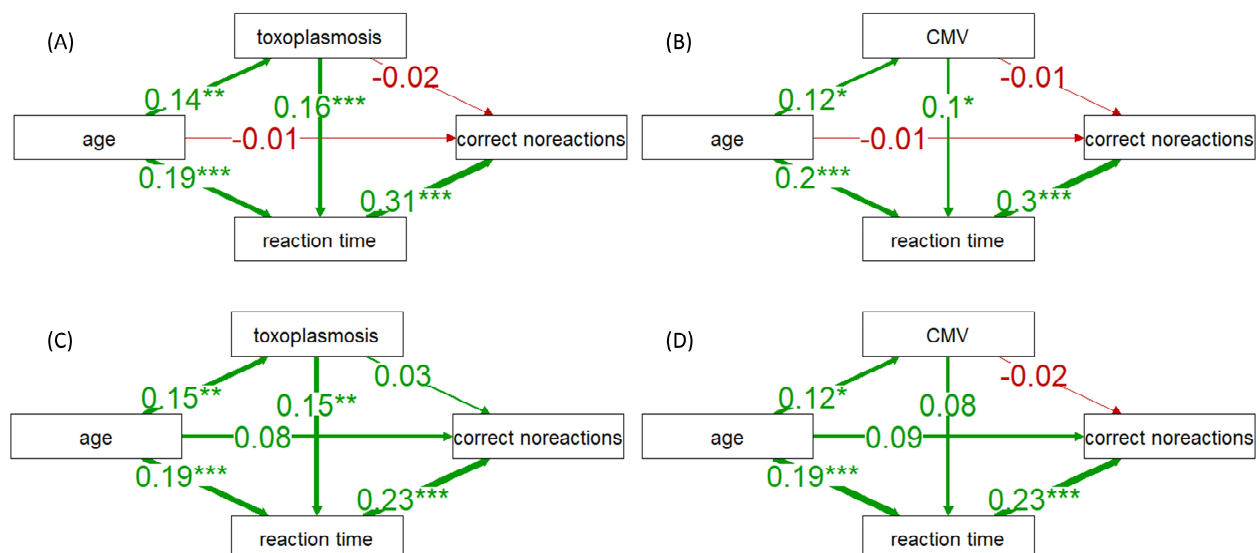 (A)
toxoplasmosis
-0.02
0.14**
0.16***
age
-0.01
correct noreactions
0.19***
0.31***
reaction time
(B)
CMV
-0.01
0.12*
0.1*
age
-0.01
correct noreactions
0.2***
0.3***
reaction time
(C)
toxoplasmosis
0.03
0.15**
0.15**
age
0.08
correct noreactions
0.19***
0.23***
reaction time
(D)
CMV
-0.02
0.12*
0.08
age
0.09
correct noreactions
0.19***
0.23***
reaction time